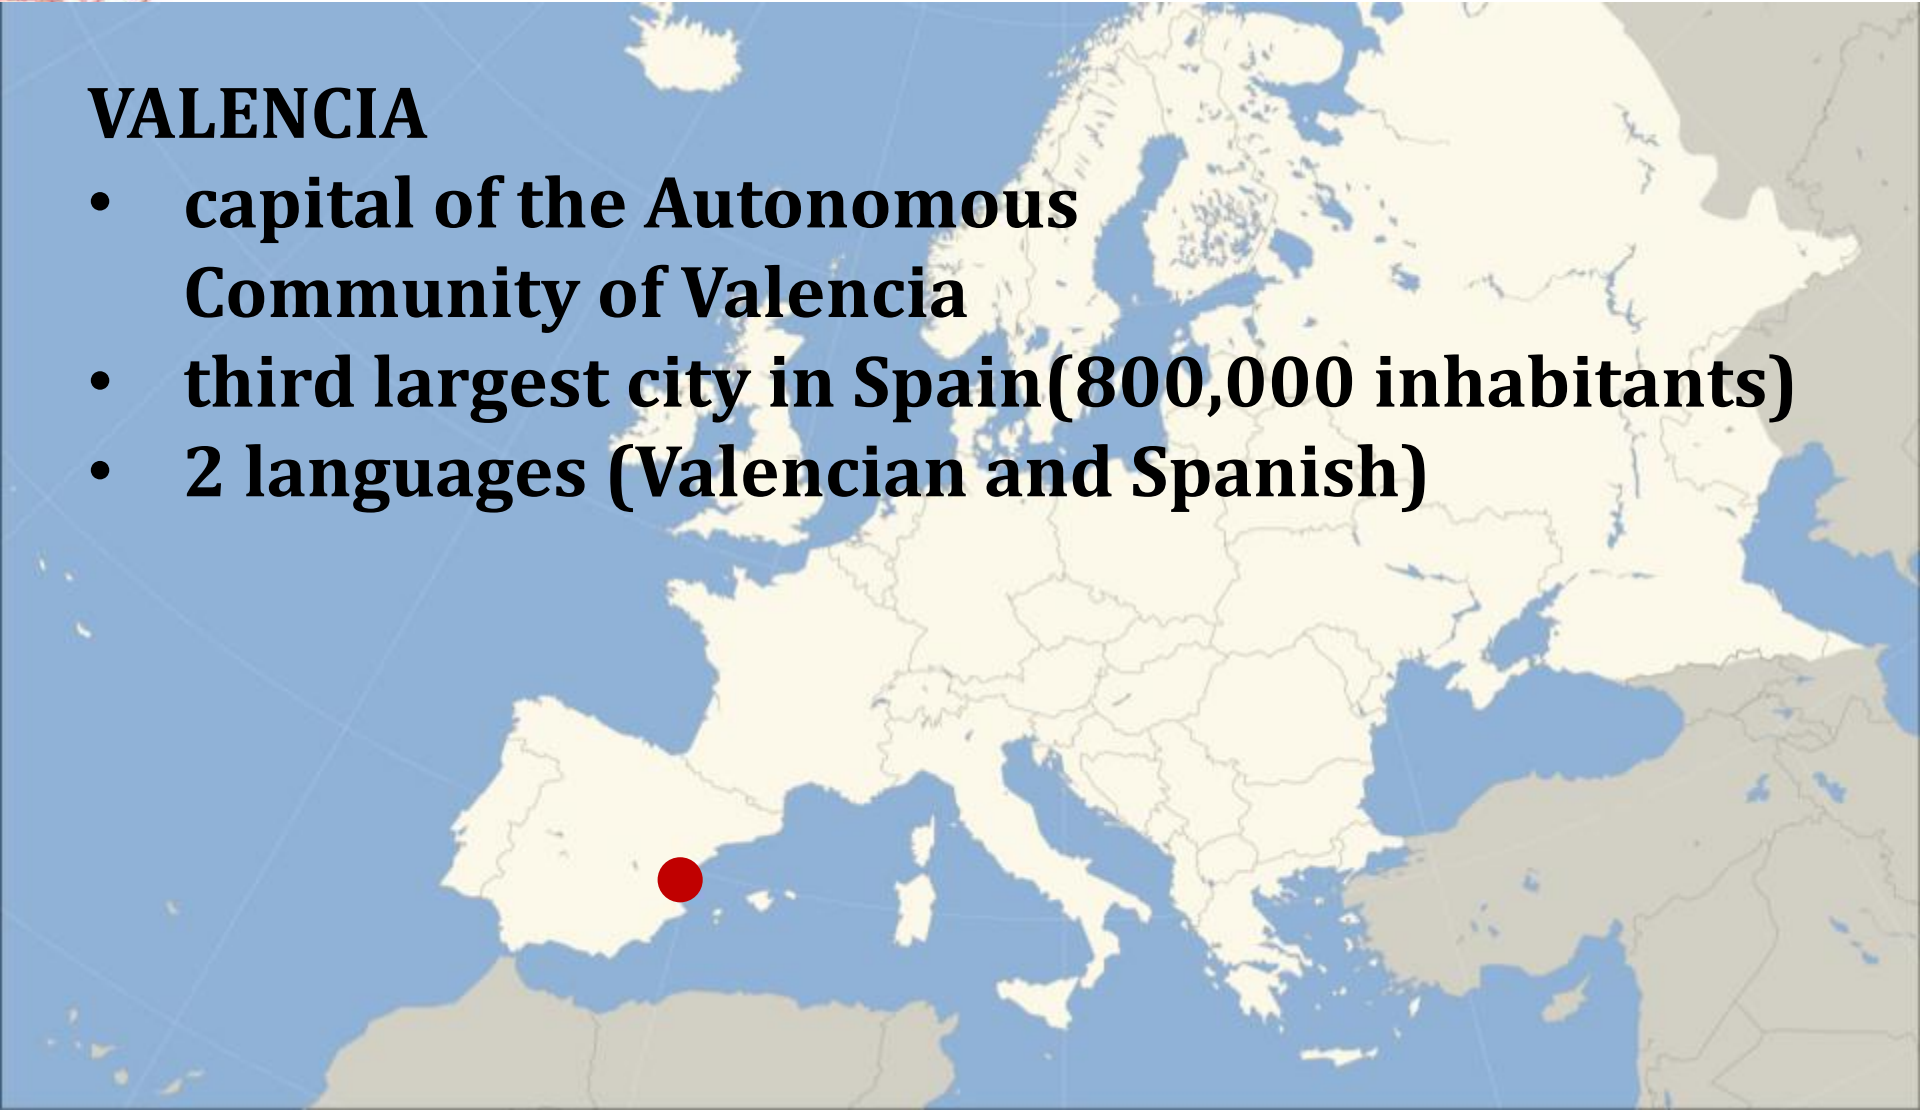 VALENCIA
• capital of the Autonomous
Community of Valencia
• third largest city in Spain(800,000 inhabitants)
• 2 languages (Valencian and Spanish)